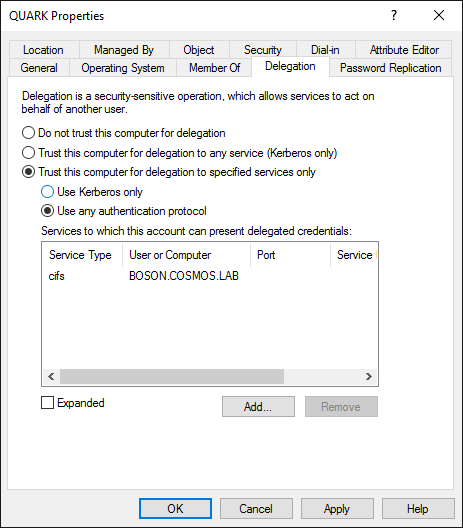 QUARK Properties
?
Location Managed By Object Security Dial-in Attribute Editor
General Operating System Member Of Delegation Password Replication
Delegation is a security-sensitive operation, which allows services to act on
behalf of another user.
Do not trust this computer for delegation
Trust this computer for delegation to any service (Kerberos only)
Trust this computer for delegation to specified services only
Use Kerberos only
Use any authentication protocol
Services to which this account can present delegated credentials:
Service Type User or Computer Port Service
cifs BOSON.COSMOS.LAB
Expanded Add... Remove
OK Cancel Apply Help